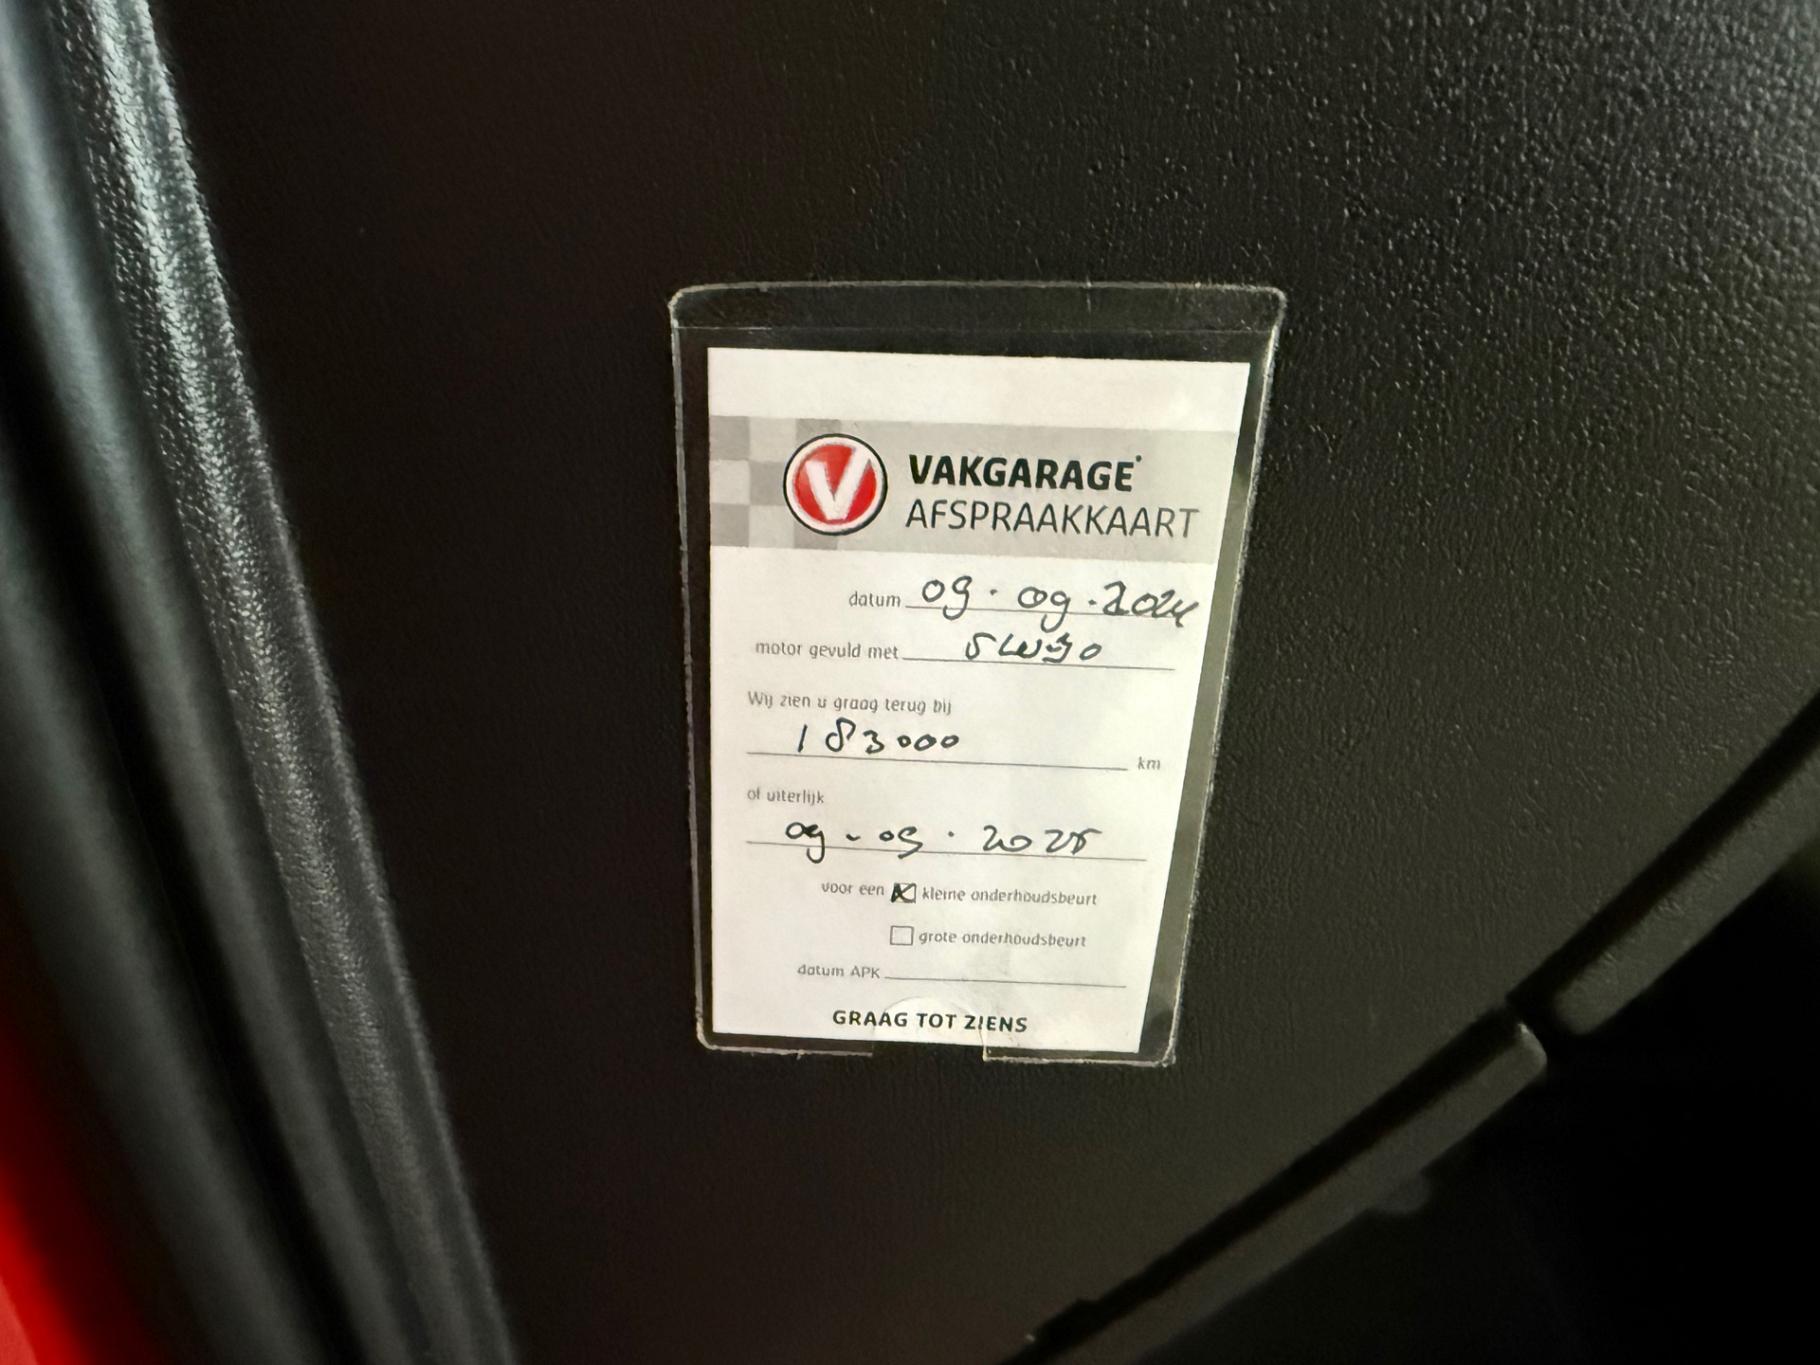 V VAKGARAGE
AFSPRAAKKAART
datum 09.09.2024
motor gevuld met 5W30
Wij zien u graag terug bij
183000 km
of uiterlijk
09-09.2025
voor een kleine onderhoudsbeurt
grote onderhoudsbeurt
datum APK
GRAAG TOT ZIENS